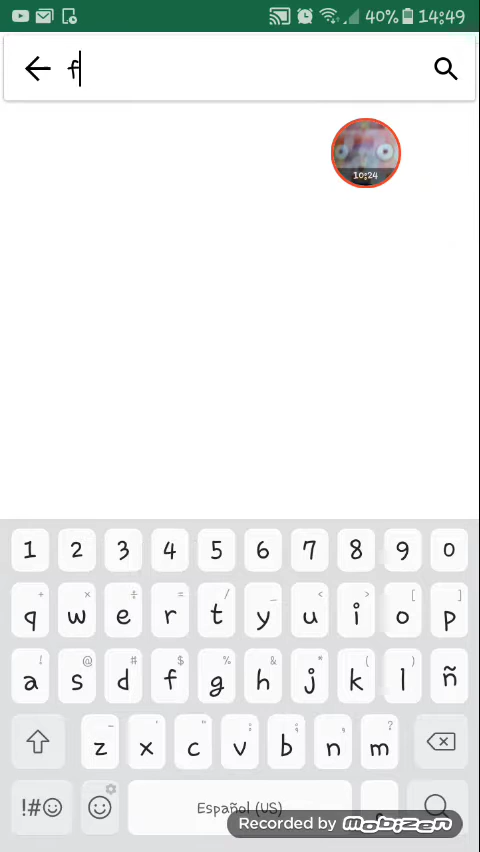 40% 14:49
f
10:24
1 2 3 4 5 6 7 8 9 0
+ × ÷ = / _ < > [ ]
q w e r t y u i o p
! @ # $ % & * ( )
a s d f g h j k l ñ
- ' " : ; , ?
z x c v b n m
!#☺ Español (US) .
Recorded by mobizen